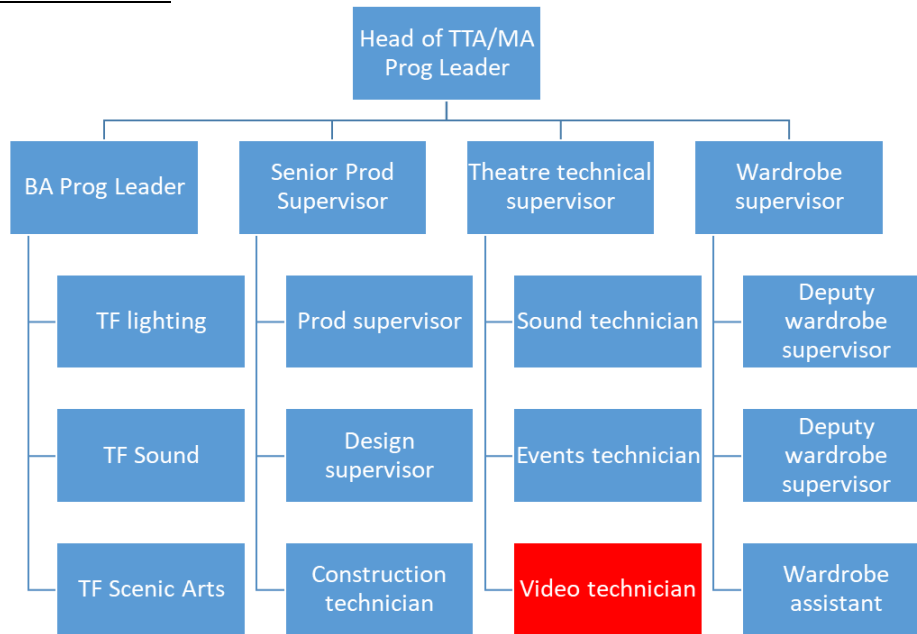 Head of TTA/MA
Prog Leader
BA Prog Leader
Senior Prod
Supervisor
Theatre technical
supervisor
Wardrobe
supervisor
TF lighting
Prod supervisor
Sound technician
Deputy
wardrobe
supervisor
TF Sound
Design
supervisor
Events technician
Deputy
wardrobe
supervisor
TF Scenic Arts
Construction
technician
Video technician
Wardrobe
assistant